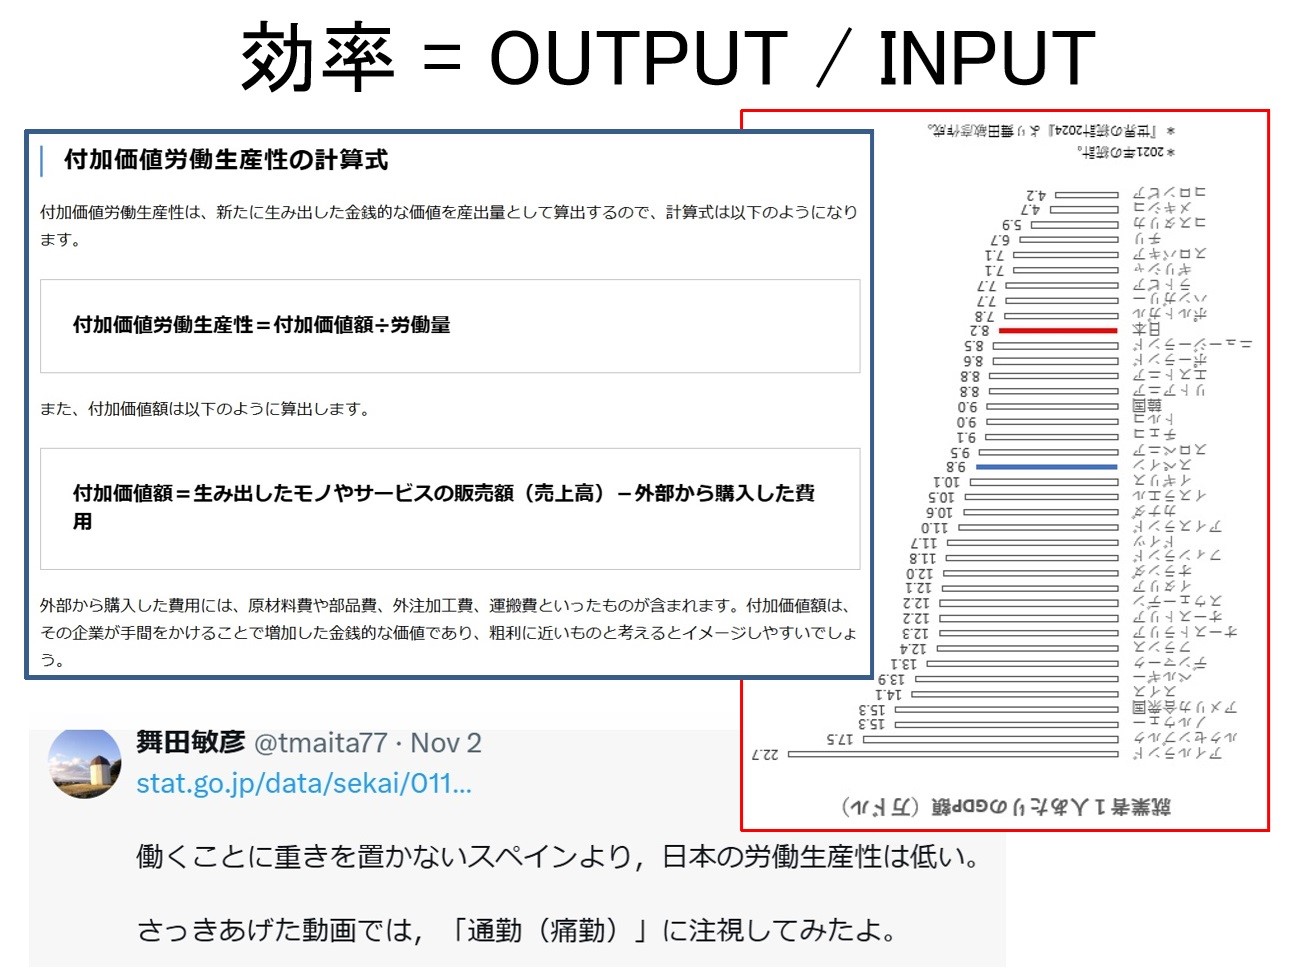 効率 = OUTPUT / INPUT
付加価値労働生産性の計算式
付加価値労働生産性は、新たに生み出した金銭的な価値を産出量として算出するので、計算式は以下のようになり
ます。
付加価値労働生産性＝付加価値額÷労働量
また、付加価値額は以下のように算出します。
付加価値額＝生み出したモノやサービスの販売額（売上高）－外部から購入した費
用
外部から購入した費用には、原材料費や部品費、外注加工費、運搬費といったものが含まれます。付加価値額は、
その企業が手間をかけることで増加した金銭的な価値であり、粗利に近いものと考えるとイメージしやすいでしょ
う。
就業者１人あたりのGDP額（万ドル）
アイルランド 22.7
ルクセンブルク 17.5
ノルウェー 15.3
アメリカ合衆国 15.3
スイス 14.1
ベルギー 13.9
デンマーク 13.1
フランス 12.4
オーストラリア 12.3
オーストリア 12.2
スウェーデン 12.2
イタリア 12.1
オランダ 12.0
フィンランド 11.8
ドイツ 11.7
アイスランド 11.0
カナダ 10.6
イスラエル 10.5
イギリス 10.1
スペイン 9.8
スロベニア 9.5
チェコ 9.1
トルコ 9.0
韓国 9.0
リトアニア 8.8
エストニア 8.8
ポーランド 8.6
ニュージーランド 8.5
日本 8.2
ポルトガル 7.8
ハンガリー 7.7
ラトビア 7.7
ギリシャ 7.1
スロバキア 7.1
チリ 6.7
コスタリカ 5.9
メキシコ 4.7
コロンビア 4.2
＊2021年の統計。
＊『世界の統計2024』より舞田敏彦作成。
舞田敏彦 @tmaita77 · Nov 2
stat.go.jp/data/sekai/011...
働くことに重きを置かないスペインより，日本の労働生産性は低い。
さっきあげた動画では，「通勤（痛勤）」に注視してみたよ。